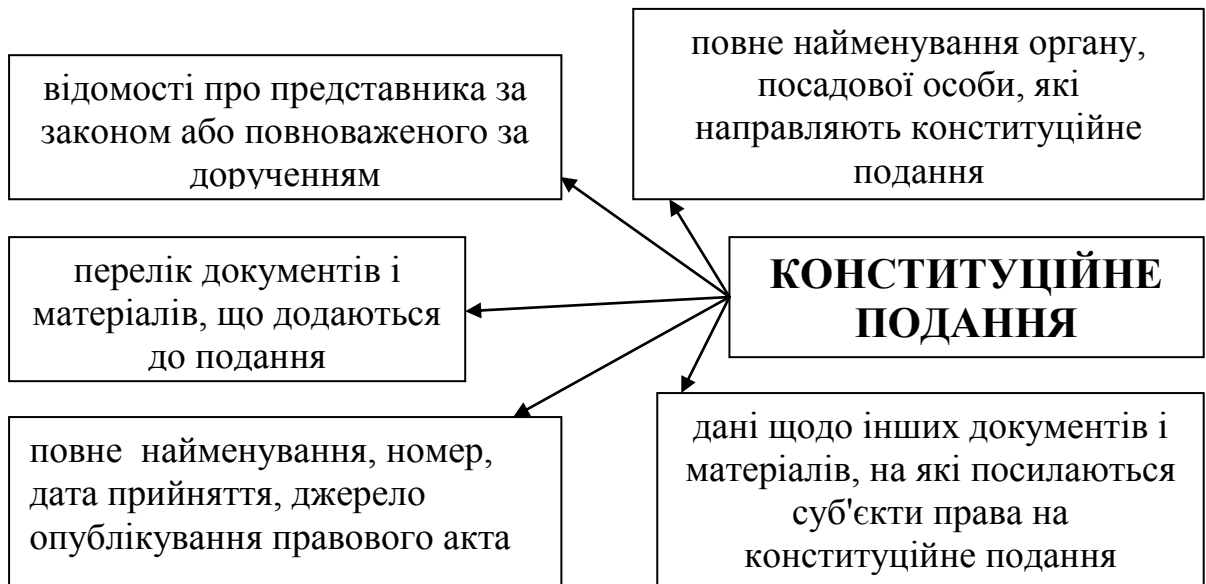 відомості про представника за
законом або повноваженого за
дорученням
повне найменування органу,
посадової особи, які
направляють конституційне
подання
перелік документів і
матеріалів, що додаються
до подання
КОНСТИТУЦІЙНЕ
ПОДАННЯ
повне найменування, номер,
дата прийняття, джерело
опублікування правового акта
дані щодо інших документів і
матеріалів, на які посилаються
суб'єкти права на
конституційне подання